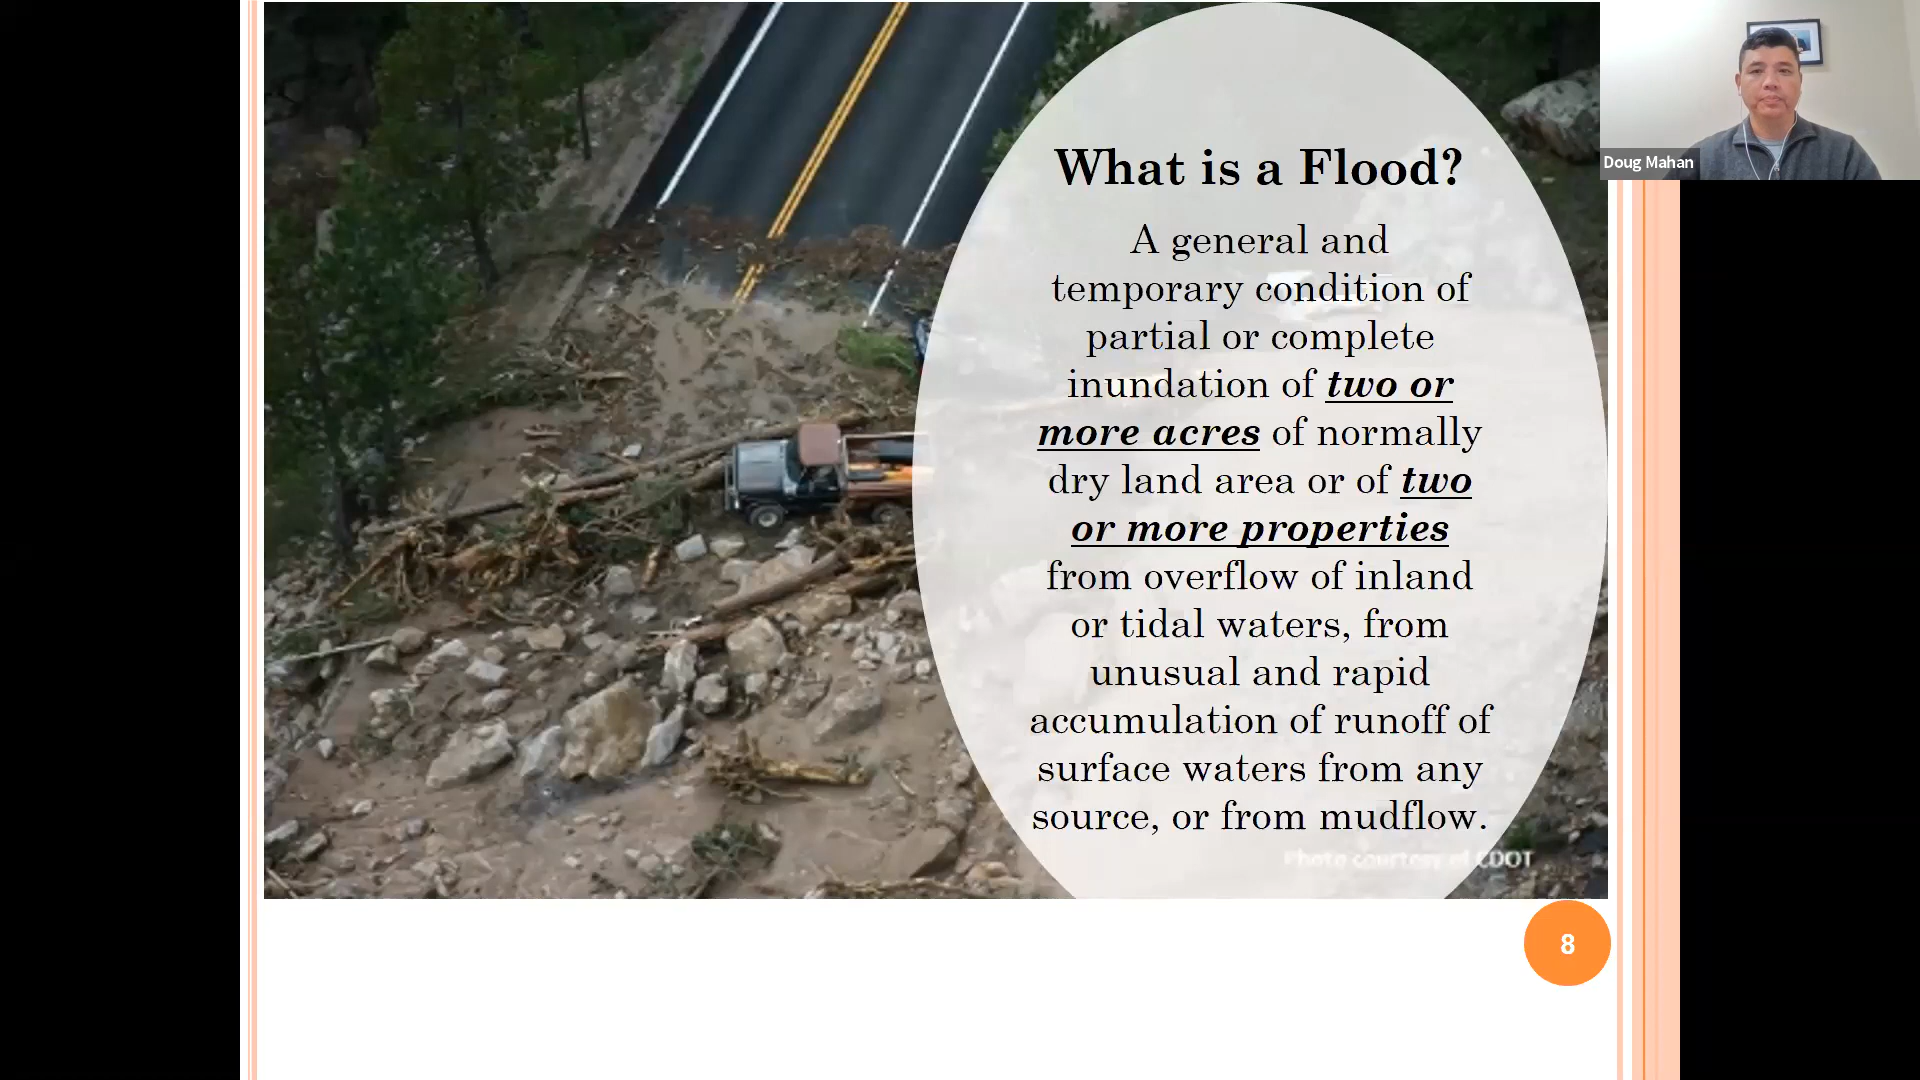 What is a Flood?
A general and
temporary condition of
partial or complete
inundation of two or
more acres of normally
dry land area or of two
or more properties
from overflow of inland
or tidal waters, from
unusual and rapid
accumulation of runoff of
surface waters from any
source, or from mudflow.
Photo courtesy of CDOT
8
Doug Mahan